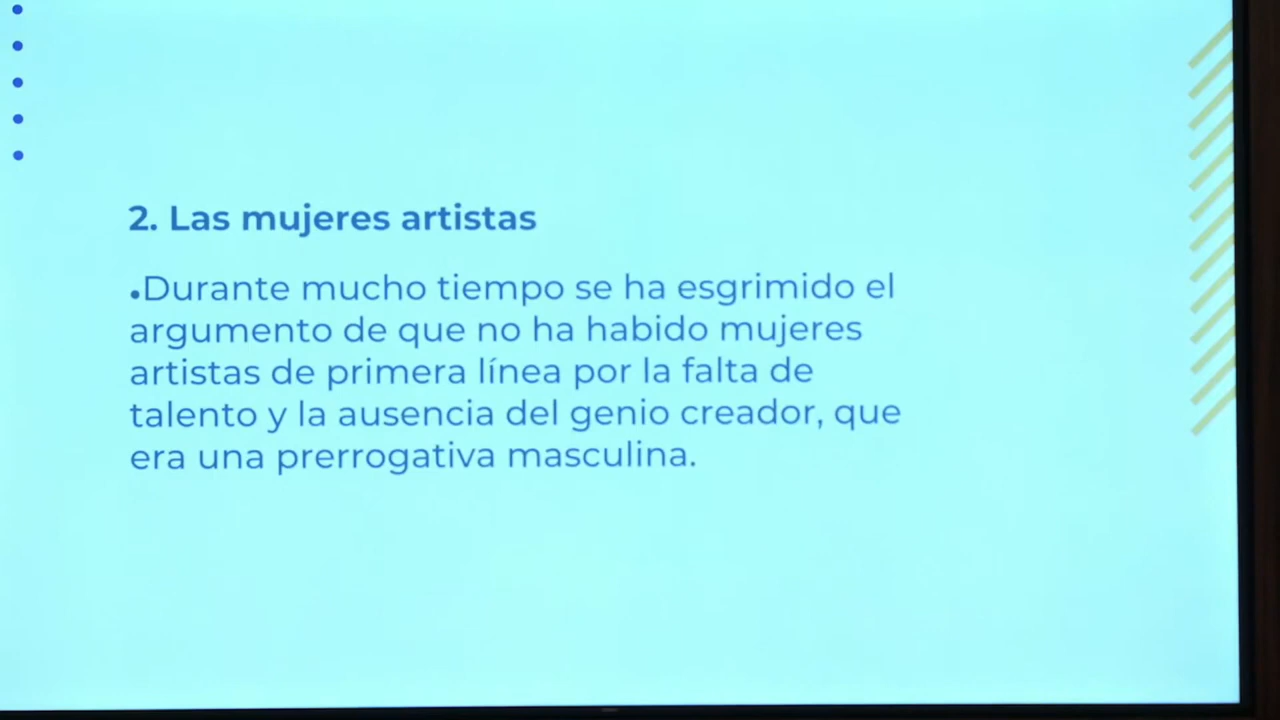 2. Las mujeres artistas
•Durante mucho tiempo se ha esgrimido el
argumento de que no ha habido mujeres
artistas de primera línea por la falta de
talento y la ausencia del genio creador, que
era una prerrogativa masculina.